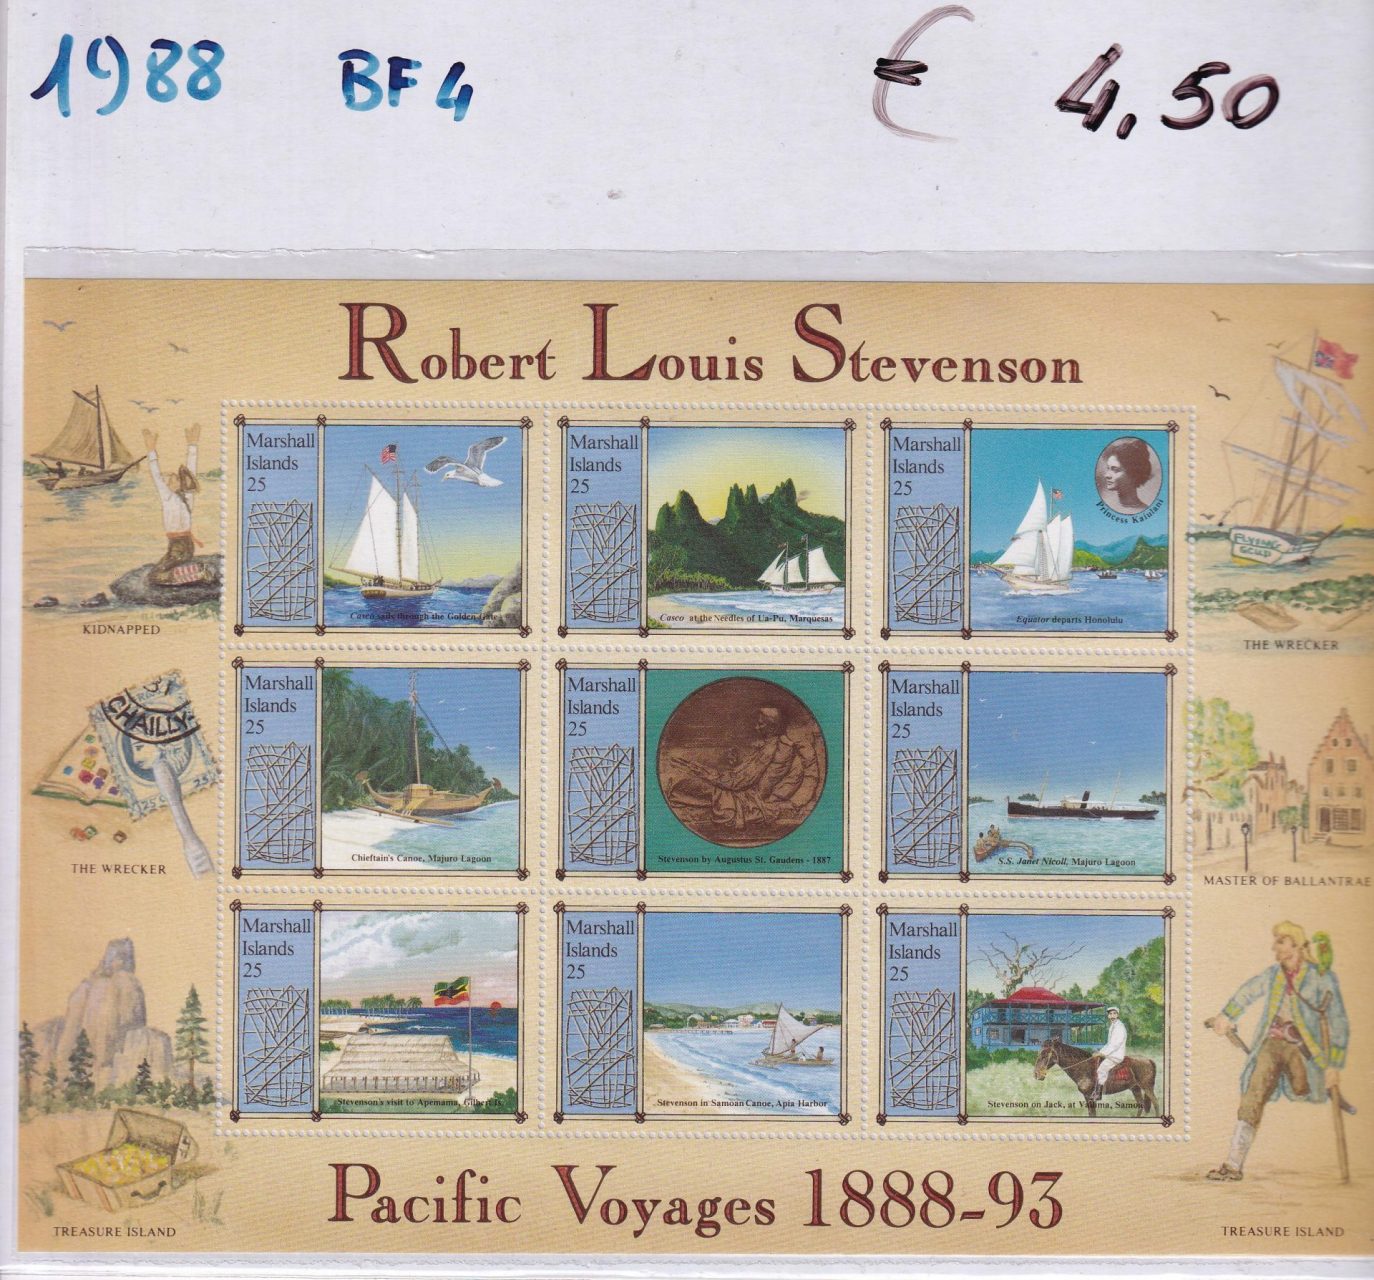 1988 BF4 € 4,50
Robert Louis Stevenson
Marshall
Islands
25
Casco sails through the Golden Gate
Marshall
Islands
25
Casco at the Needles of Ua-Pu, Marquesas
Marshall
Islands
25
Princess Kaiulani
Equator departs Honolulu
KIDNAPPED
FLYING
SCUD
THE WRECKER
Marshall
Islands
25
Chieftain's Canoe, Majuro Lagoon
Marshall
Islands
25
Stevenson by Augustus St. Gaudens - 1887
Marshall
Islands
25
S.S. Janet Nicoll, Majuro Lagoon
CHAILLY
25c
THE WRECKER
MASTER OF BALLANTRAE
Marshall
Islands
25
Stevenson's visit to Apemama, Gilbert Is.
Marshall
Islands
25
Stevenson in Samoan Canoe, Apia Harbor
Marshall
Islands
25
Stevenson on Jack, at Vailima, Samoa
TREASURE ISLAND
TREASURE ISLAND
Pacific Voyages 1888-93